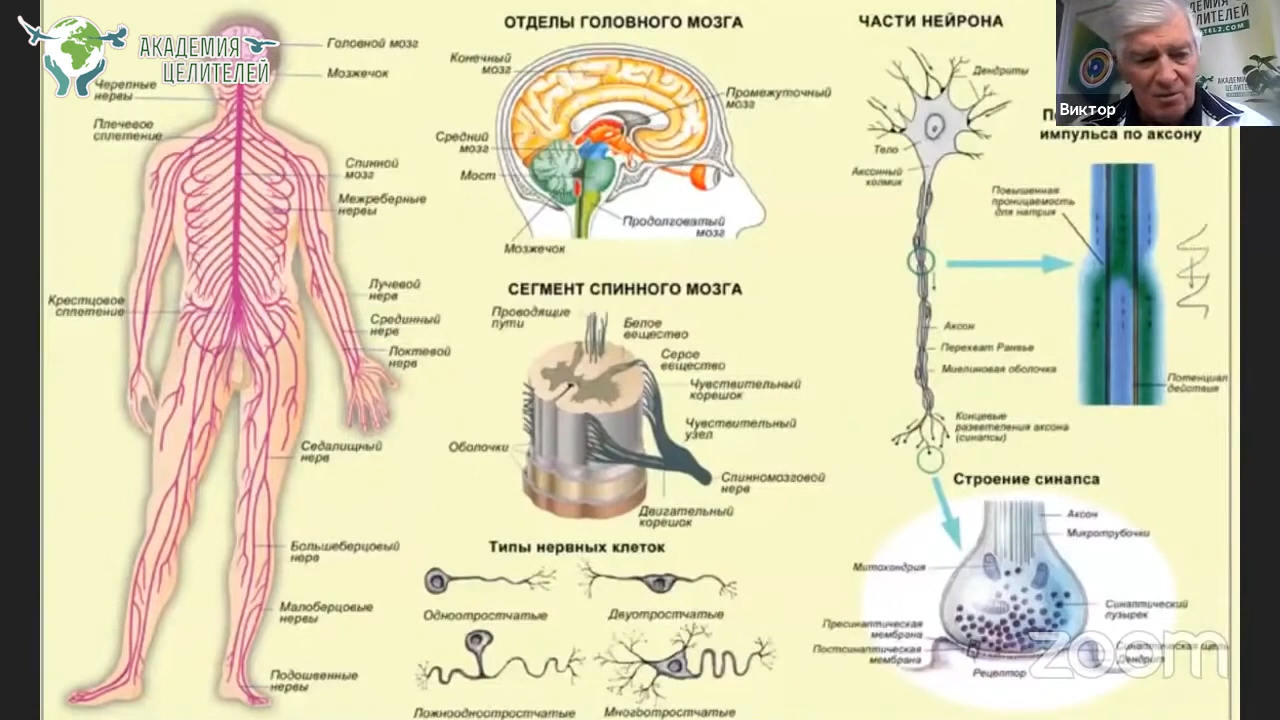 АКАДЕМИЯ
ЦЕЛИТЕЛЕЙ
Головной мозг
Мозжечок
Черепные
нервы
Плечевое
сплетение
Спинной
мозг
Межреберные
нервы
Лучевой
нерв
Крестцовое
сплетение
Срединный
нерв
Локтевой
нерв
Седалищный
нерв
Большеберцовый
нерв
Малоберцовые
нервы
Подошвенные
нервы
ОТДЕЛЫ ГОЛОВНОГО МОЗГА
Конечный
мозг
Промежуточный
мозг
Средний
мозг
Мост
Продолговатый
мозг
Мозжечок
СЕГМЕНТ СПИННОГО МОЗГА
Проводящие
пути
Белое
вещество
Серое
вещество
Чувствительный
корешок
Чувствительный
узел
Оболочки
Спинномозговой
нерв
Двигательный
корешок
Типы нервных клеток
Одноотростчатые
Двуотростчатые
Ложноодноотростчатые
Многоотростчатые
ЧАСТИ НЕЙРОНА
Дендриты
Тело
Аксонный
холмик
импульса по аксону
Повышенная
проницаемость
для натрия
Аксон
Перехват Ранвье
Миелиновая оболочка
Потенциал
действия
Концевые
разветвления аксона
(синапсы)
Строение синапса
Аксон
Микротрубочки
Митохондрия
Синаптический
пузырек
Пресинаптическая
мембрана
Постсинаптическая
мембрана
Синаптическая щель
Дендрит
Рецептор
zoom
Виктор
АКАДЕМИЯ